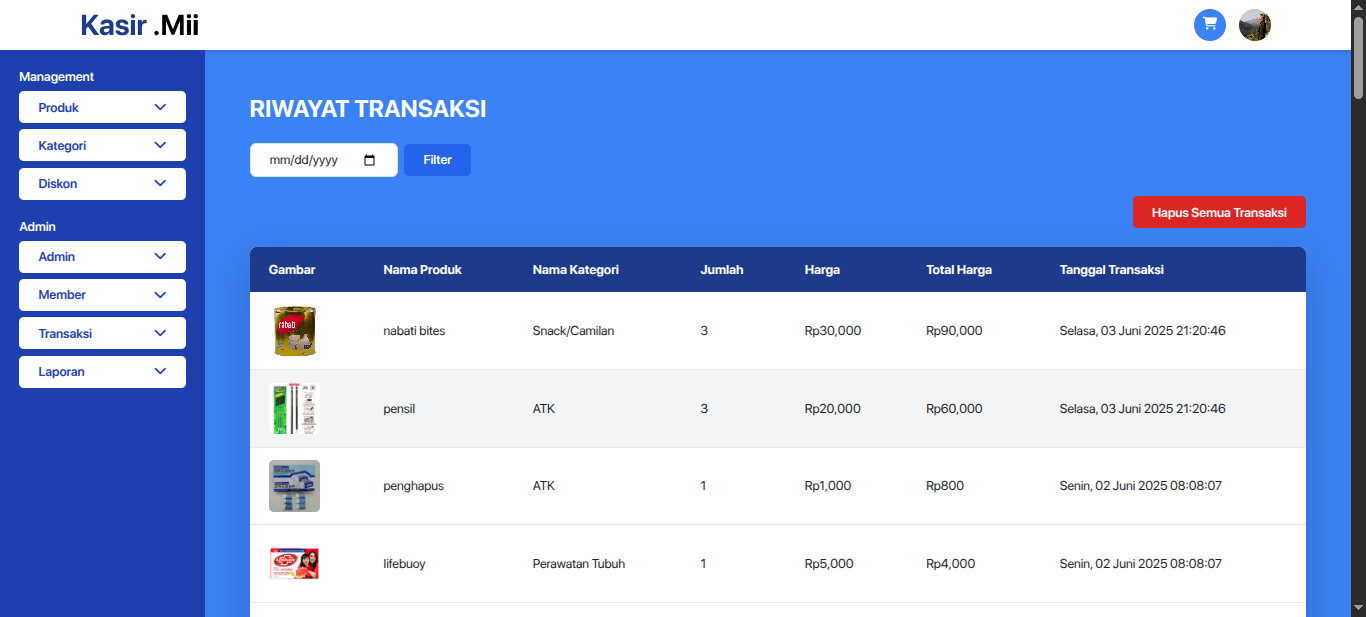 Kasir .Mii
Management
Produk
Kategori
Diskon
Admin
Admin
Member
Transaksi
Laporan
RIWAYAT TRANSAKSI
mm/dd/yyyy
Filter
Hapus Semua Transaksi
Gambar Nama Produk Nama Kategori Jumlah Harga Total Harga Tanggal Transaksi
nabati bites Snack/Camilan 3 Rp30,000 Rp90,000 Selasa, 03 Juni 2025 21:20:46
pensil ATK 3 Rp20,000 Rp60,000 Selasa, 03 Juni 2025 21:20:46
penghapus ATK 1 Rp1,000 Rp800 Senin, 02 Juni 2025 08:08:07
lifebuoy Perawatan Tubuh 1 Rp5,000 Rp4,000 Senin, 02 Juni 2025 08:08:07